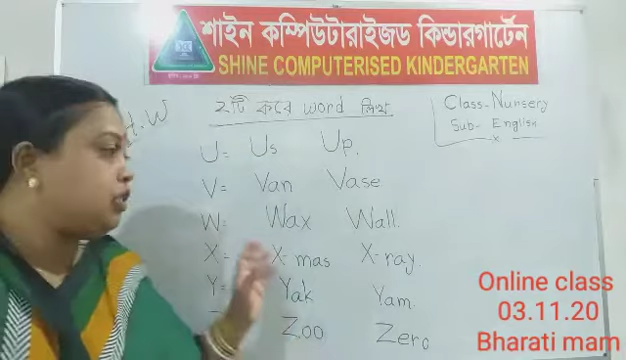 শাইন কম্পিউটারাইজড কিন্ডারগার্টেন
SHINE COMPUTERISED KINDERGARTEN
H.W
২টি করে word লিখ
Class-Nursery
Sub- English
x
U= Us Up.
V= Van Vase
W= Wax Wall.
X= X-mas X-ray.
Y= Yak Yam
Zoo Zero
Online class
03.11.20
Bharati mam